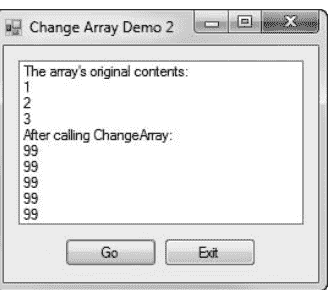 Change Array Demo 2
The array's original contents:
1
2
3
After calling ChangeArray:
99
99
99
99
99
Go
Exit